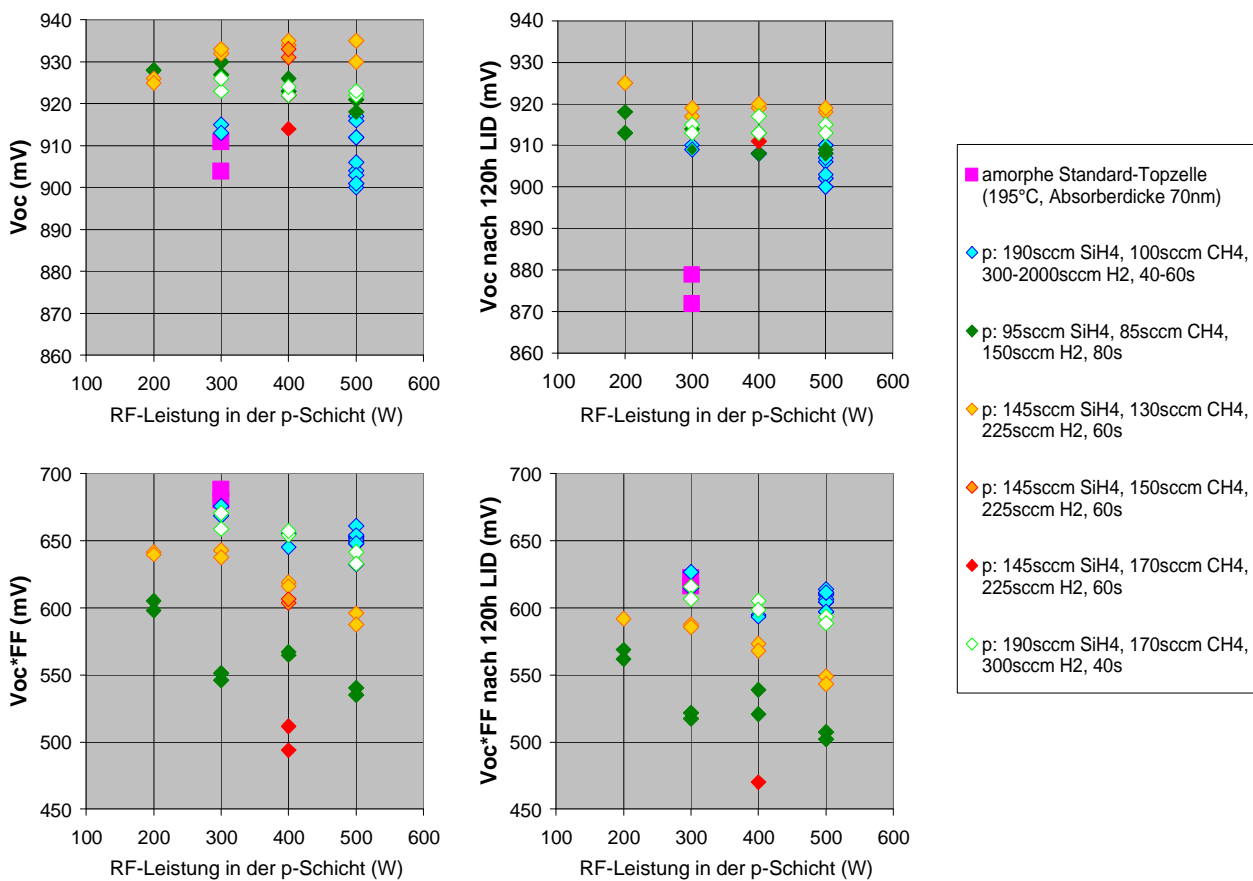 940
930
920
910
900
890
880
870
860
100 200 300 400 500 600
Voc (mV)
RF-Leistung in der p-Schicht (W)
940
930
920
910
900
890
880
870
860
100 200 300 400 500 600
Voc nach 120h LID (mV)
RF-Leistung in der p-Schicht (W)
700
650
600
550
500
450
100 200 300 400 500 600
Voc*FF (mV)
RF-Leistung in der p-Schicht (W)
700
650
600
550
500
450
100 200 300 400 500 600
Voc*FF nach 120h LID (mV)
RF-Leistung in der p-Schicht (W)
amorphe Standard-Topzelle
(195°C, Absorberdicke 70nm)
p: 190sccm SiH4, 100sccm CH4,
300-2000sccm H2, 40-60s
p: 95sccm SiH4, 85sccm CH4,
150sccm H2, 80s
p: 145sccm SiH4, 130sccm CH4,
225sccm H2, 60s
p: 145sccm SiH4, 150sccm CH4,
225sccm H2, 60s
p: 145sccm SiH4, 170sccm CH4,
225sccm H2, 60s
p: 190sccm SiH4, 170sccm CH4,
300sccm H2, 40s